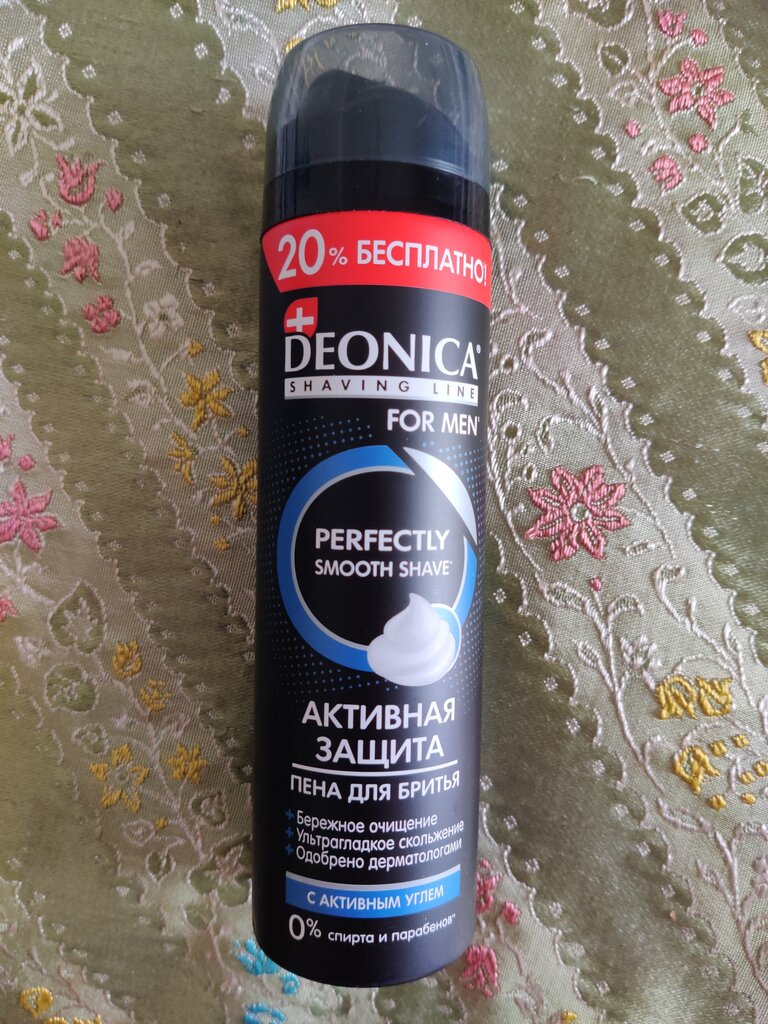 20% БЕСПЛАТНО!
DEONICA®
SHAVING LINE
FOR MEN*
PERFECTLY
SMOOTH SHAVE*
АКТИВНАЯ
ЗАЩИТА
ПЕНА ДЛЯ БРИТЬЯ
+ Бережное очищение
+ Ультрагладкое скольжение
+ Одобрено дерматологами
С АКТИВНЫМ УГЛЕМ
0% спирта и парабенов**